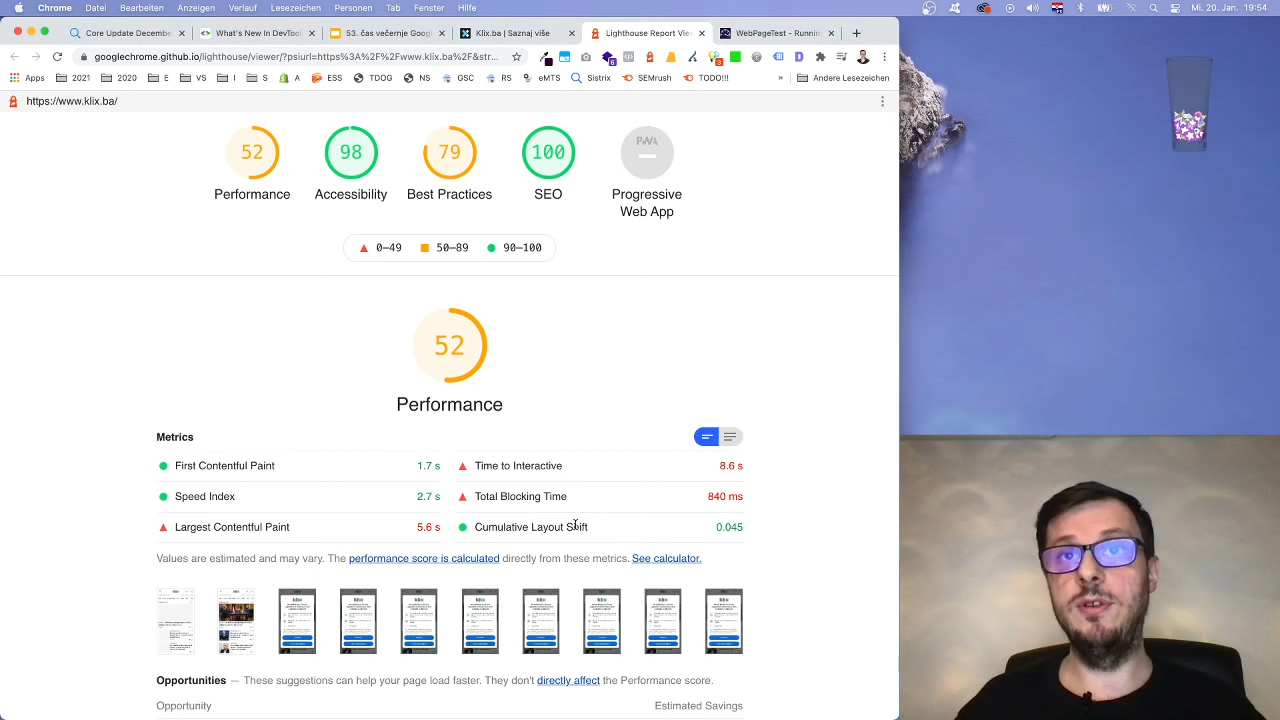 Chrome Datei Bearbeiten Anzeigen Verlauf Lesezeichen Personen Tab Fenster Hilfe Mi. 20. Jan. 19:54
Core Update Decembe
What's New In DevTool
53. čas večernje Googl
Klix.ba | Saznaj više
Lighthouse Report View
WebPageTest - Runnin
googlechrome.github.io/lighthouse/viewer/?psiurl=https%3A%2F%2Fwww.klix.ba%2F&str...
Apps 2021 2020 E I S A ESS TDOG NS GSC RS eMTS Sistrix SEMrush TODO!!! » Andere Lesezeichen
https://www.klix.ba/
52 98 79 100 PWA
Performance Accessibility Best Practices SEO Progressive
Web App
0–49 50–89 90–100
52
Performance
Metrics
First Contentful Paint 1.7 s Time to Interactive 8.6 s
Speed Index 2.7 s Total Blocking Time 840 ms
Largest Contentful Paint 5.6 s Cumulative Layout Shift 0.045
Values are estimated and may vary. The performance score is calculated directly from these metrics. See calculator.
Opportunities — These suggestions can help your page load faster. They don't directly affect the Performance score.
Opportunity Estimated Savings